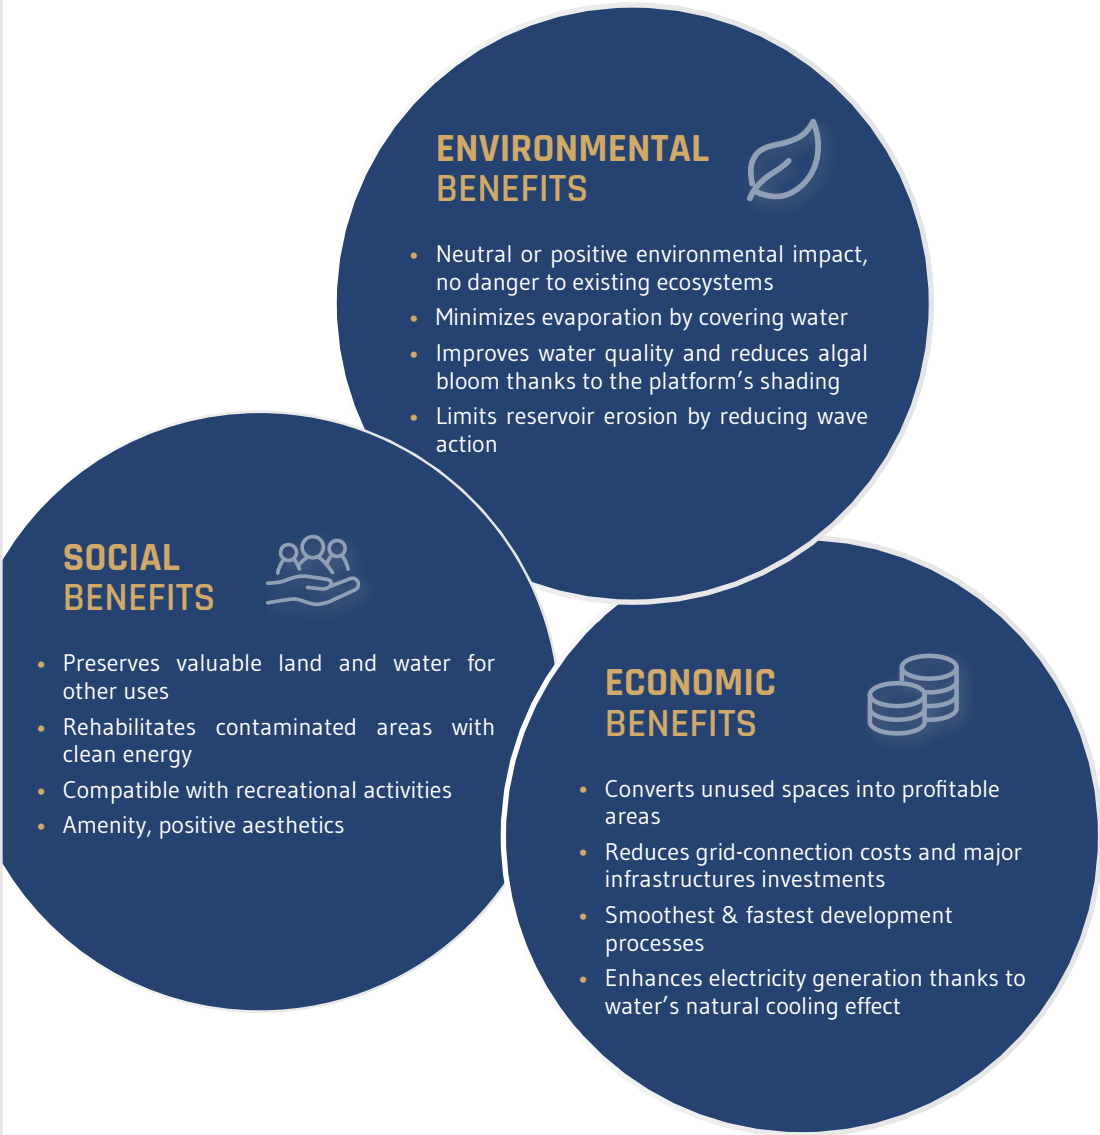 ENVIRONMENTAL
BENEFITS
• Neutral or positive environmental impact,
no danger to existing ecosystems
• Minimizes evaporation by covering water
• Improves water quality and reduces algal
bloom thanks to the platform’s shading
• Limits reservoir erosion by reducing wave
action
SOCIAL
BENEFITS
• Preserves valuable land and water for
other uses
• Rehabilitates contaminated areas with
clean energy
• Compatible with recreational activities
• Amenity, positive aesthetics
ECONOMIC
BENEFITS
• Converts unused spaces into profitable
areas
• Reduces grid-connection costs and major
infrastructures investments
• Smoothest & fastest development
processes
• Enhances electricity generation thanks to
water’s natural cooling effect